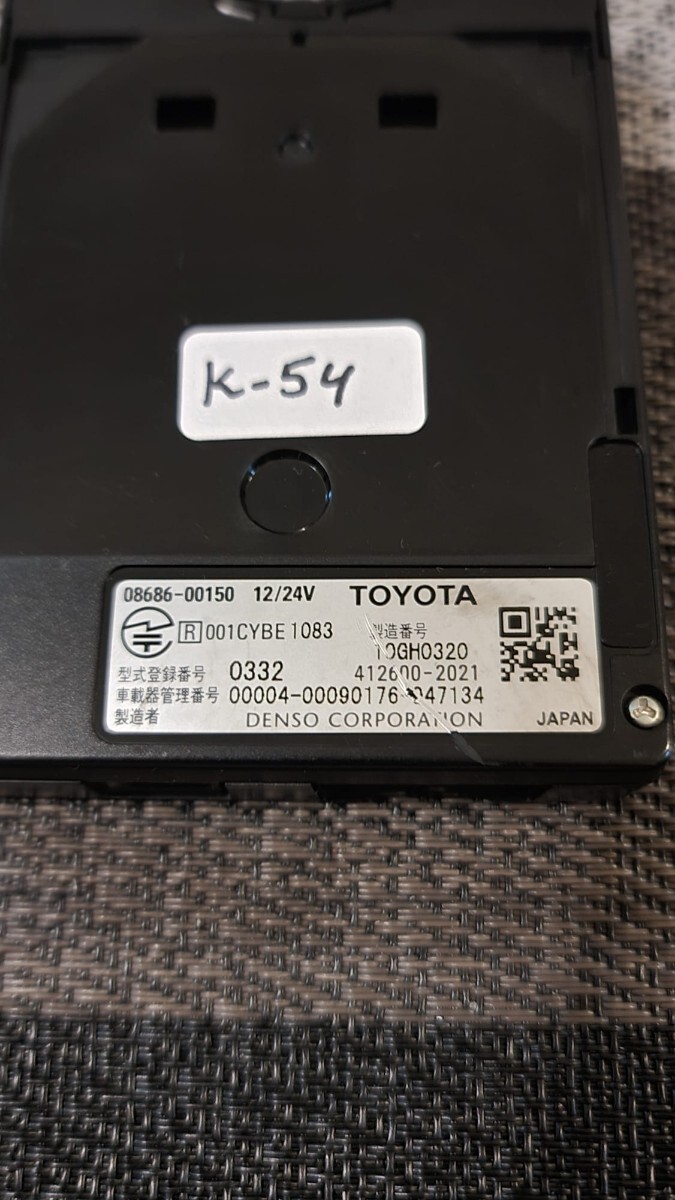 K-54
08686-00150 12/24V TOYOTA
R 001CYBE1083 製造番号
10GH0320
型式登録番号 0332 412600-2021
車載器管理番号 00004-00090176-047134
製造者 DENSO CORPORATION JAPAN